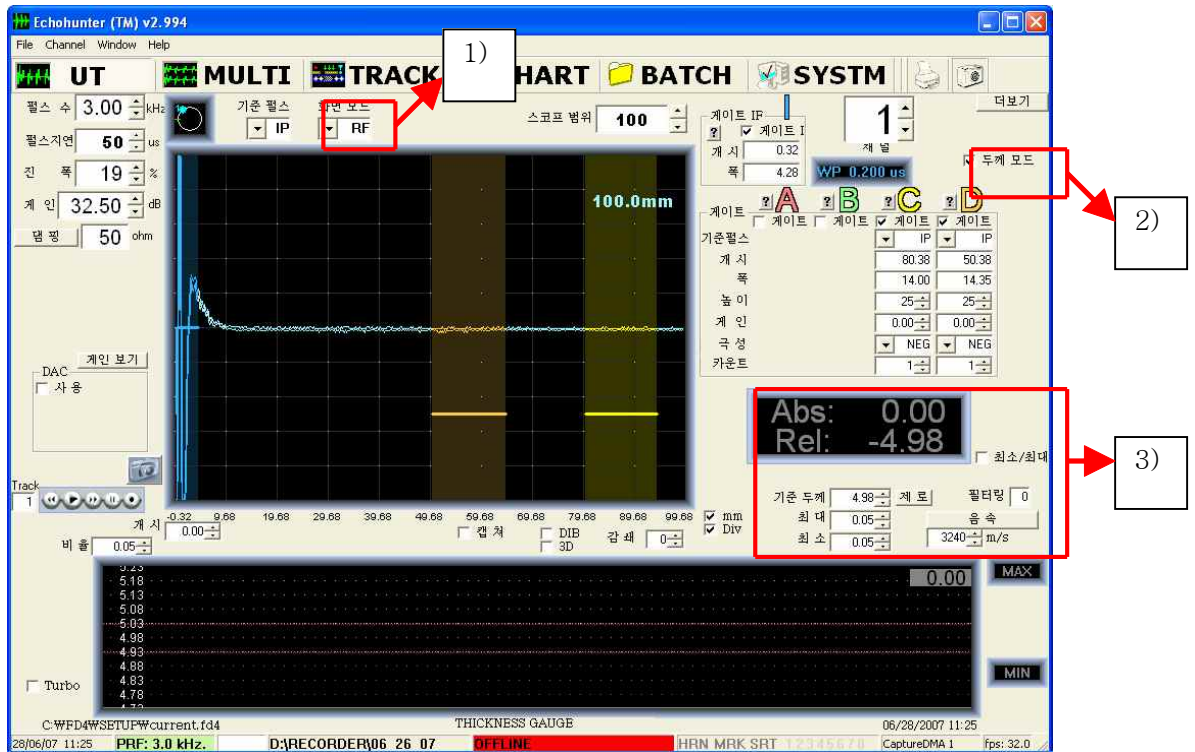 Echohunter (TM) v2.994
File Channel Window Help
UT MULTI TRACK HART BATCH SYSTM
1)
펄스 수 3.00 kHz
펄스지연 50 us
진 폭 19 %
게 인 32.50 dB
댐 핑 50 ohm
기준 펄스 화면 모드
IP RF
스코프 범위 100
게이트 IF
? 게이트 I
개 시 0.32
폭 4.28
1
채 널
WP 0.200 us
더보기
두께 모드
2)
100.0mm
게이트 ? A ? B ? C ? D
게이트 게이트 게이트 게이트
기준펄스 IP IP
개 시 80.38 50.38
폭 14.00 14.35
높 이 25 25
게 인 0.00 0.00
극 성 NEG NEG
카운트 1 1
게인 보기
DAC
사 용
Abs: 0.00
Rel: -4.98
최소/최대
3)
기준 두께 4.98 제 로 필터링 0
최 대 0.05 음 속
최 소 0.05 3240 m/s
Track
1
-0.32 9.68 19.68 29.68 39.68 49.68 59.68 69.68 79.68 89.68 99.68
mm
Div
개 시 0.00
캡 쳐
DIB
3D
감 쇄 0
비 율 0.05
5.23
5.18
5.13
5.08
5.03
4.98
4.93
4.88
4.83
4.78
4.73
0.00
MAX
MIN
Turbo
C:₩FD4₩SETUP₩current.fd4 THICKNESS GAUGE 06/28/2007 11:25
28/06/07 11:25 PRF: 3.0 kHz. D:\RECORDER\06_26_07 OFFLINE HRN MRK SRT 12345678 CaptureDMA 1 fps: 32.0